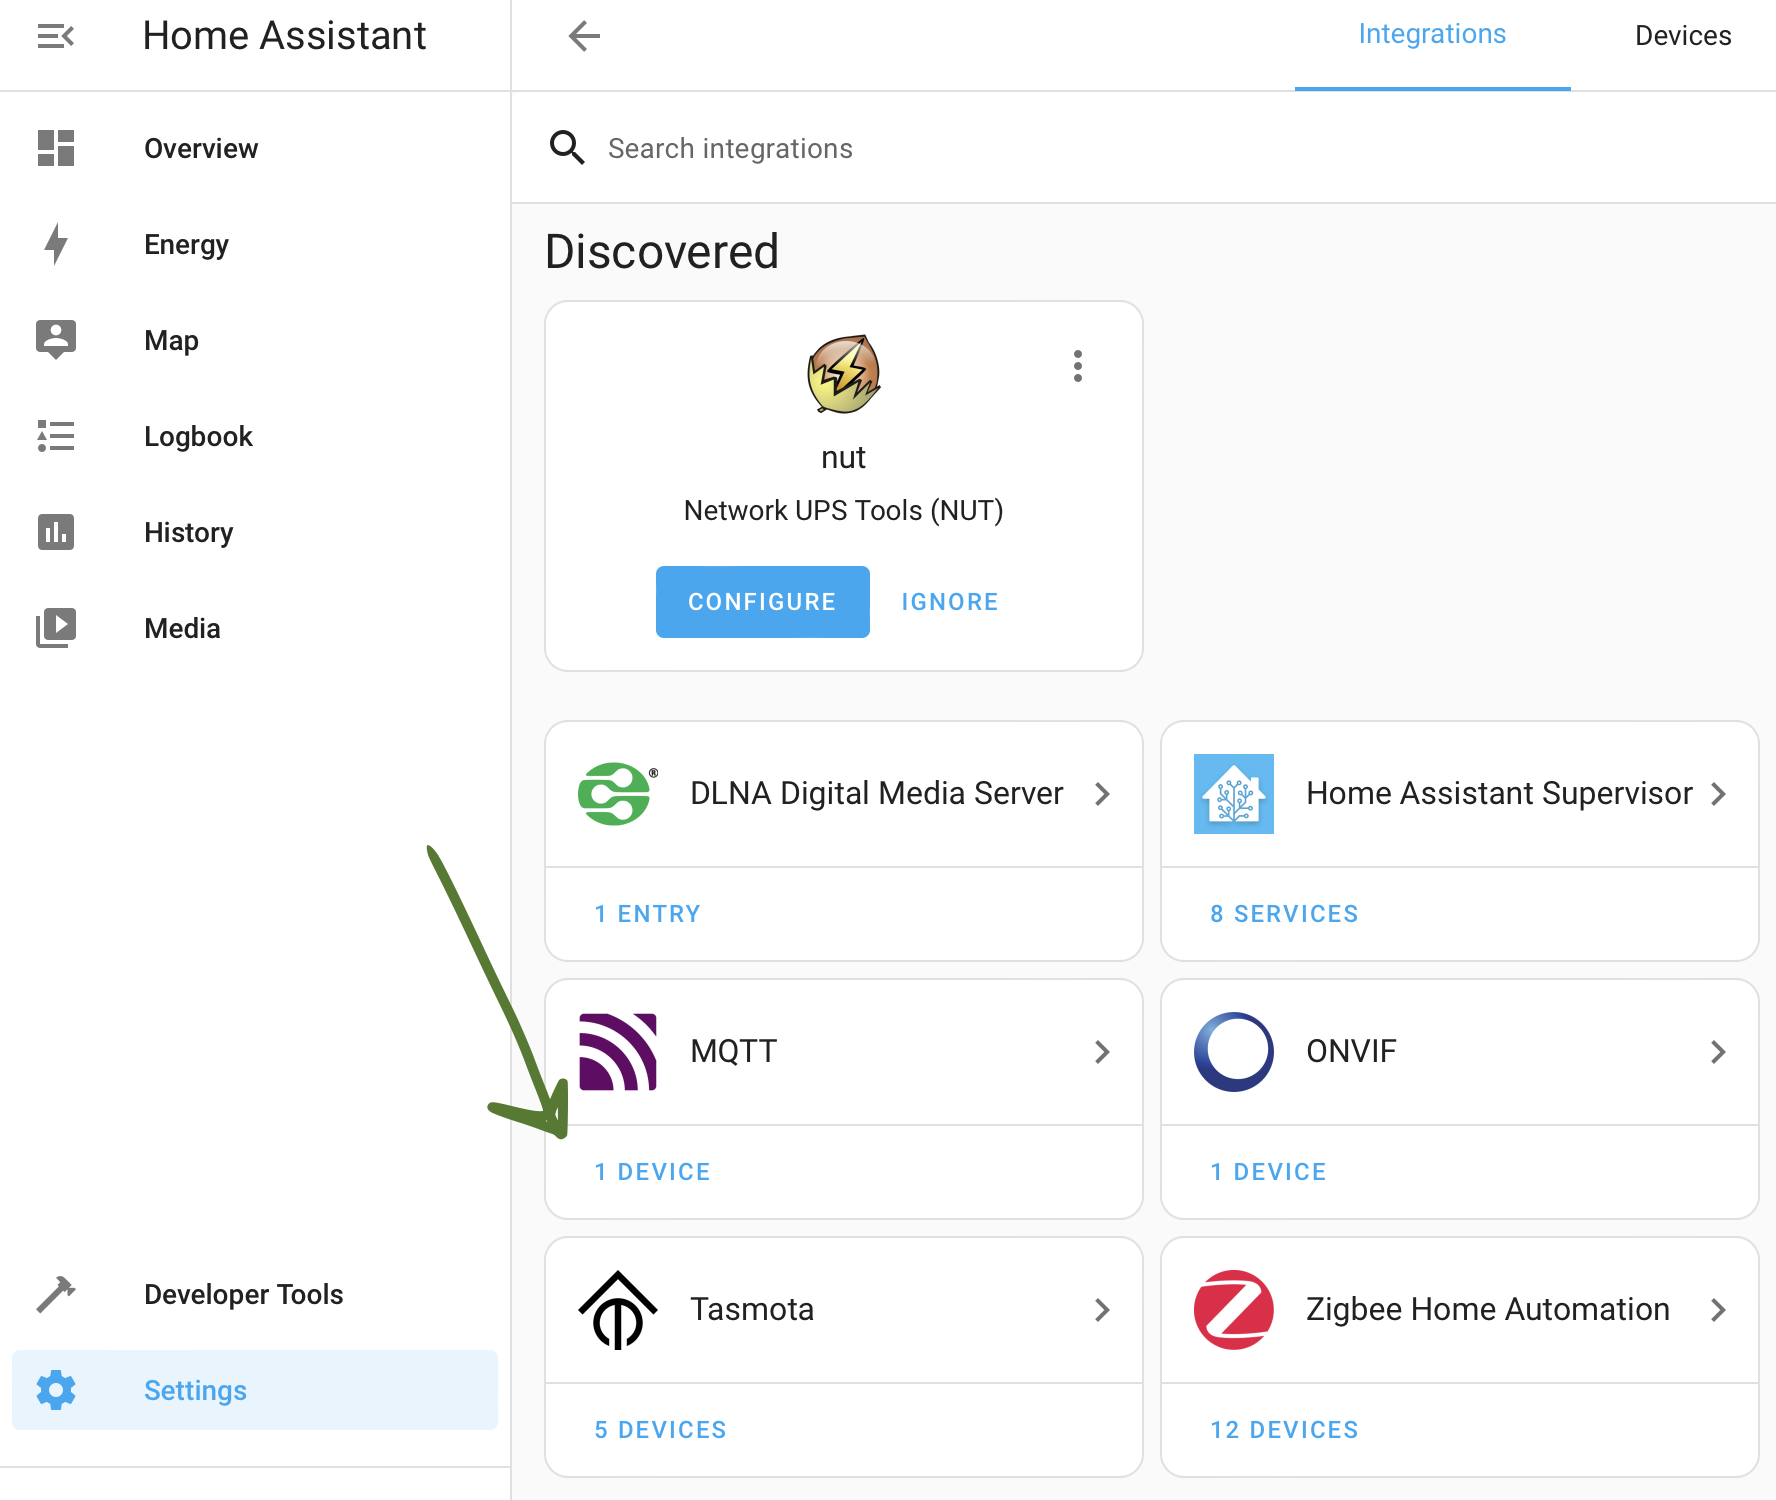 Home Assistant
Integrations
Devices
Overview
Energy
Map
Logbook
History
Media
Developer Tools
Settings
Search integrations
Discovered
nut
Network UPS Tools (NUT)
CONFIGURE
IGNORE
®
DLNA Digital Media Server
1 ENTRY
Home Assistant Supervisor
8 SERVICES
MQTT
1 DEVICE
ONVIF
1 DEVICE
Tasmota
5 DEVICES
Zigbee Home Automation
12 DEVICES